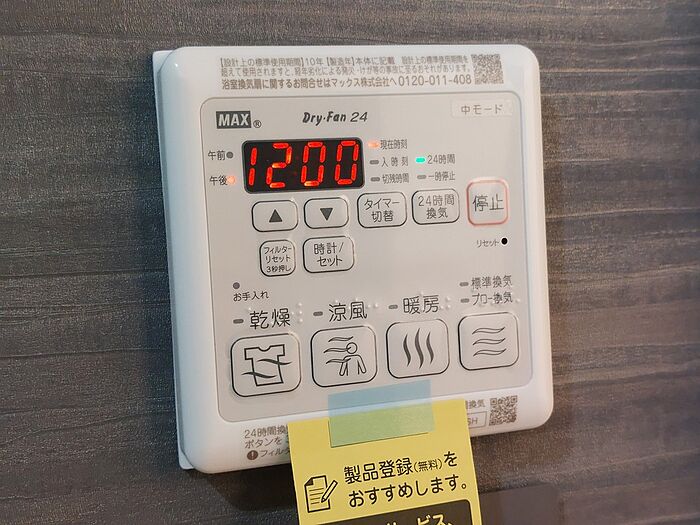 【設計上の標準使用期間】10年【製造年】本体に記載 設計上の標準使用期間を
超えて使用されますと、経年劣化による発火・けが等の事故に至るおそれがあります。
浴室換気扇に関するお問合せはマックス株式会社へ 0120-011-408
MAX® Dry・Fan 24 中モード
午前
午後
1200
現在時刻
入時刻 24時間
切残時間 一時停止
▲ ▼ タイマー切替 24時間換気 停止
フィルターリセット3秒押し 時計/セット リセット
お手入れ
乾燥 涼風 暖房 標準換気
ブロー換気
24時間換
ボタンを
フィル
換気
製品登録(無料)を
おすすめします。